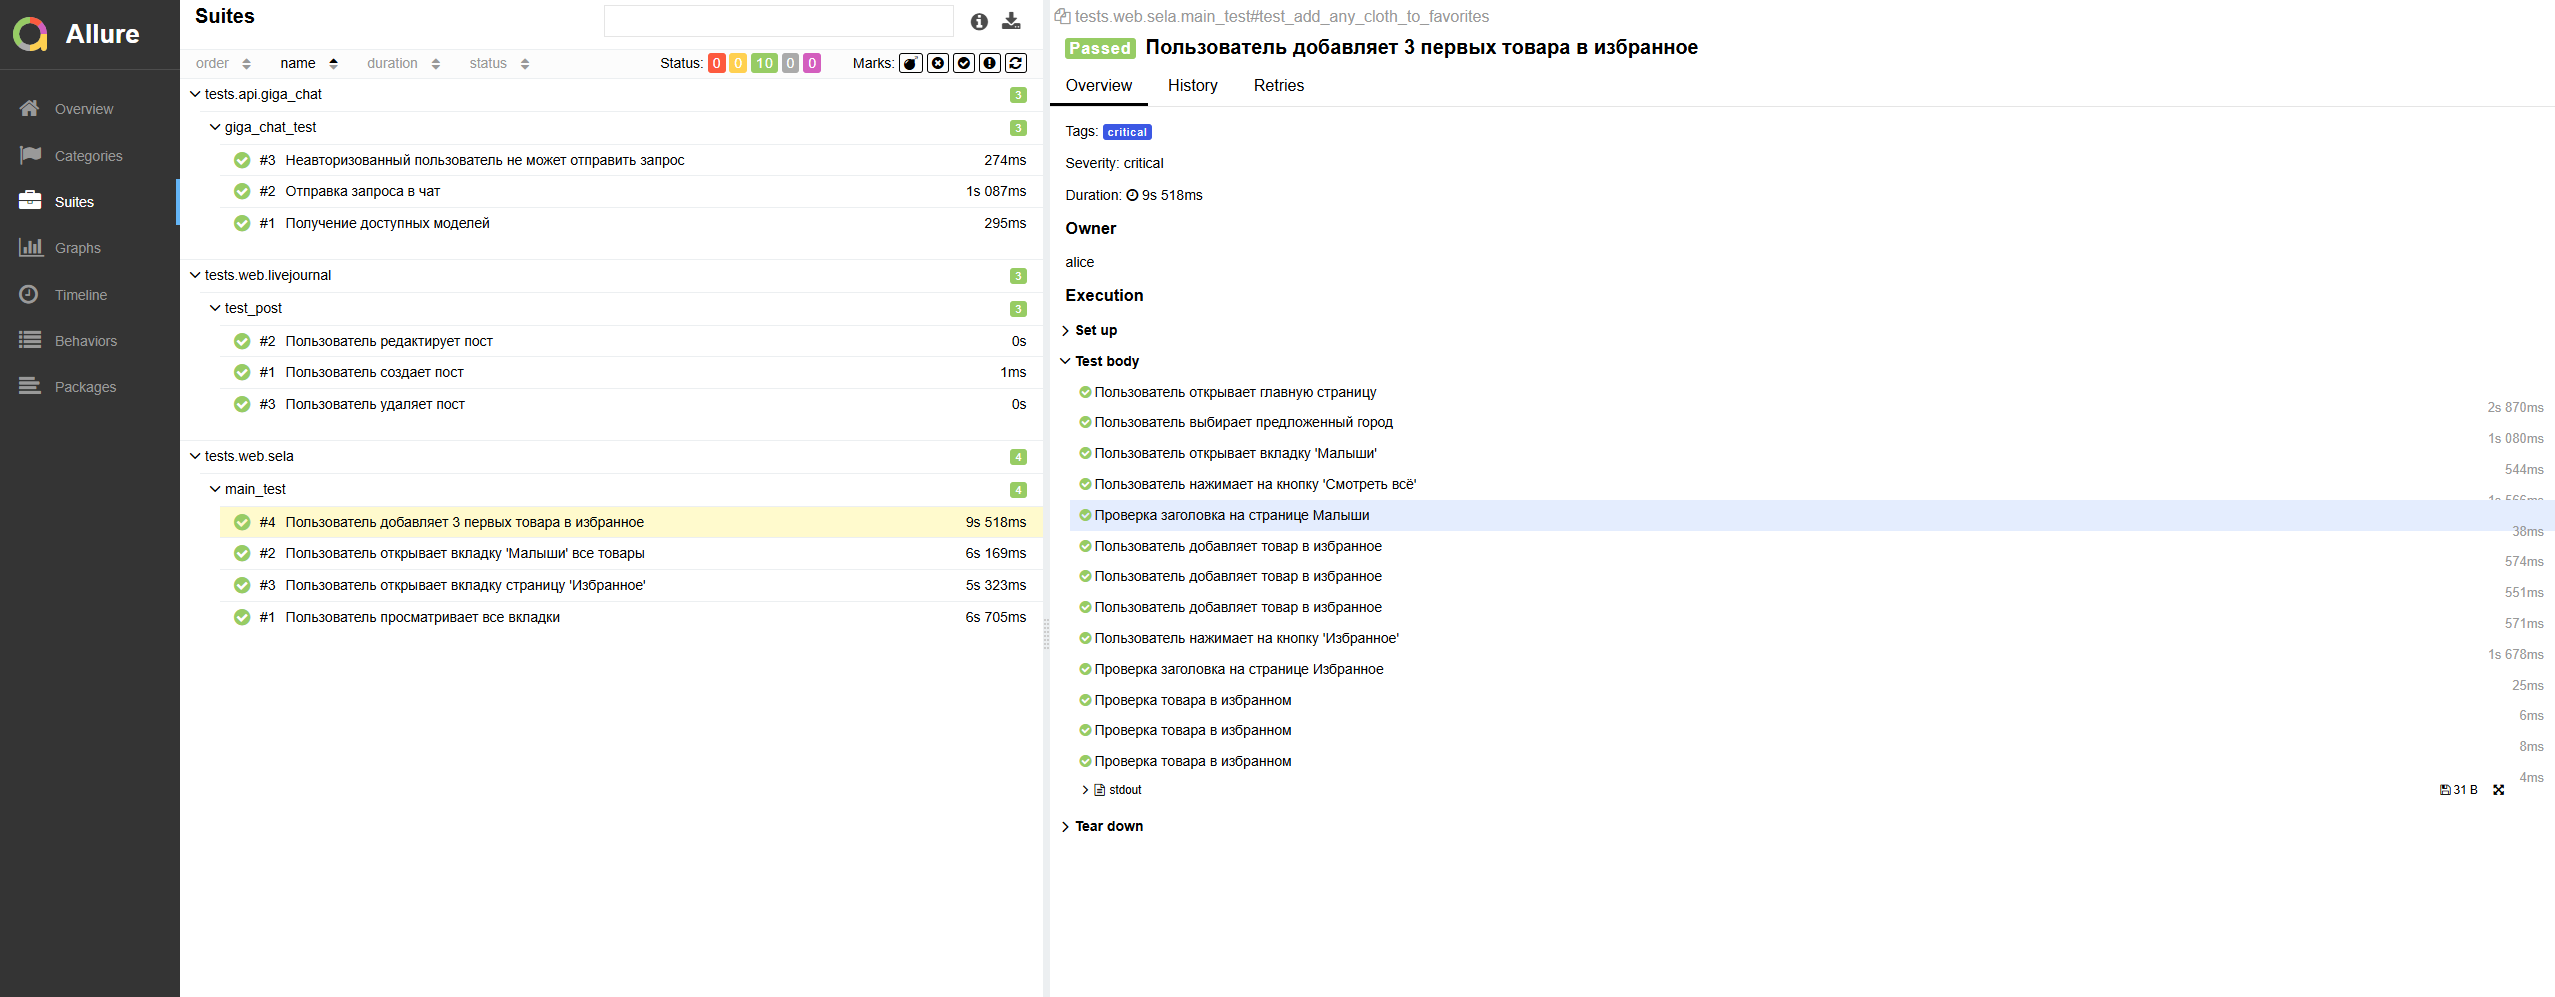 Allure
Overview
Categories
Suites
Graphs
Timeline
Behaviors
Packages
Suites
order name duration status Status: 0 0 10 0 0 Marks:
tests.api.giga_chat 3
giga_chat_test 3
#3 Неавторизованный пользователь не может отправить запрос 274ms
#2 Отправка запроса в чат 1s 087ms
#1 Получение доступных моделей 295ms
tests.web.livejournal 3
test_post 3
#2 Пользователь редактирует пост 0s
#1 Пользователь создает пост 1ms
#3 Пользователь удаляет пост 0s
tests.web.sela 4
main_test 4
#4 Пользователь добавляет 3 первых товара в избранное 9s 518ms
#2 Пользователь открывает вкладку 'Малыши' все товары 6s 169ms
#3 Пользователь открывает вкладку страницу 'Избранное' 5s 323ms
#1 Пользователь просматривает все вкладки 6s 705ms
tests.web.sela.main_test#test_add_any_cloth_to_favorites
Passed Пользователь добавляет 3 первых товара в избранное
Overview History Retries
Tags: critical
Severity: critical
Duration: 9s 518ms
Owner
alice
Execution
Set up
Test body
Пользователь открывает главную страницу
2s 870ms
Пользователь выбирает предложенный город
1s 080ms
Пользователь открывает вкладку 'Малыши'
544ms
Пользователь нажимает на кнопку 'Смотреть всё'
1s 566ms
Проверка заголовка на странице Малыши
38ms
Пользователь добавляет товар в избранное
574ms
Пользователь добавляет товар в избранное
551ms
Пользователь добавляет товар в избранное
571ms
Пользователь нажимает на кнопку 'Избранное'
1s 678ms
Проверка заголовка на странице Избранное
25ms
Проверка товара в избранном
6ms
Проверка товара в избранном
8ms
Проверка товара в избранном
4ms
stdout 31 B
Tear down